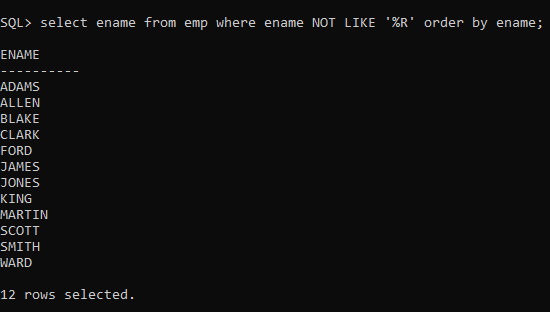 SQL> select ename from emp where ename NOT LIKE '%R' order by ename;
ENAME
----------
ADAMS
ALLEN
BLAKE
CLARK
FORD
JAMES
JONES
KING
MARTIN
SCOTT
SMITH
WARD
12 rows selected.